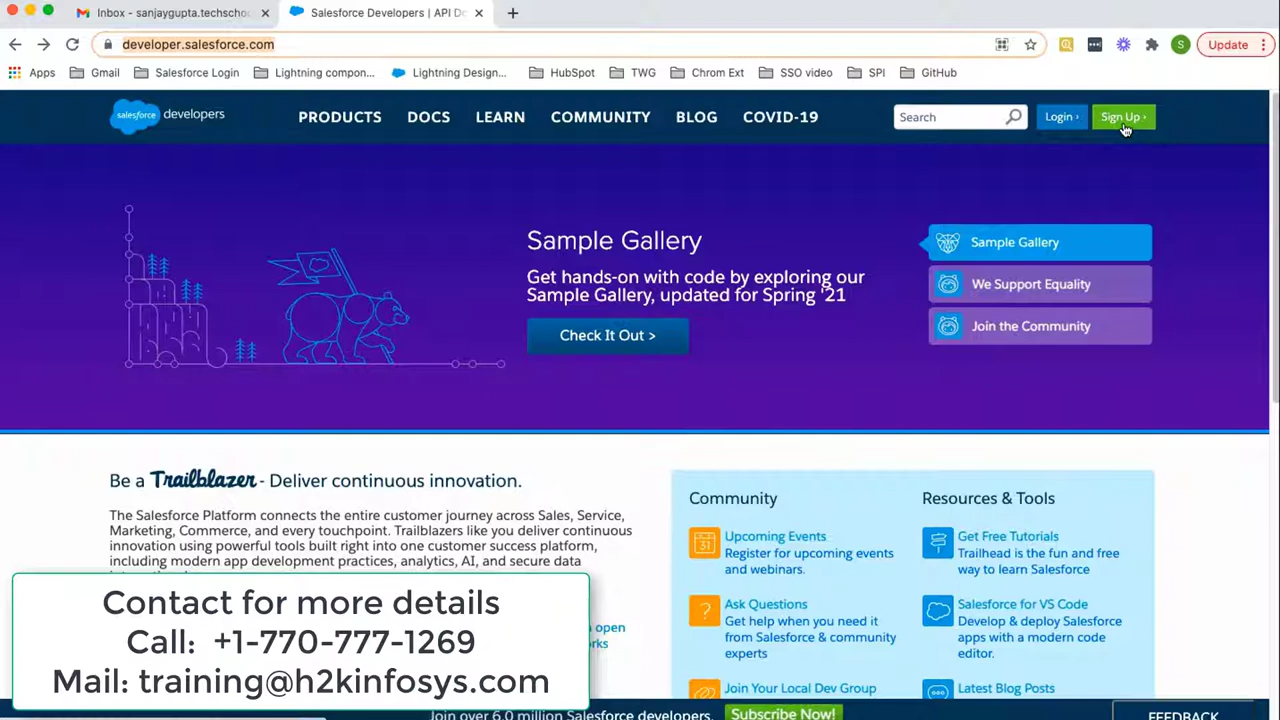 Inbox - sanjaygupta.techschoo
Salesforce Developers | API De
developer.salesforce.com
S
Update
Apps
Gmail
Salesforce Login
Lightning compon...
Lightning Design...
HubSpot
TWG
Chrom Ext
SSO video
SPI
GitHub
salesforce developers
PRODUCTS
DOCS
LEARN
COMMUNITY
BLOG
COVID-19
Search
Login ›
Sign Up ›
Sample Gallery
Get hands-on with code by exploring our
Sample Gallery, updated for Spring '21
Check It Out >
Sample Gallery
We Support Equality
Join the Community
Be a Trailblazer - Deliver continuous innovation.
The Salesforce Platform connects the entire customer journey across Sales, Service,
Marketing, Commerce, and every touchpoint. Trailblazers like you deliver continuous
innovation using powerful tools built right into one customer success platform,
including modern app development practices, analytics, AI, and secure data
Community
Upcoming Events
Register for upcoming events
and webinars.
31
Ask Questions
Get help when you need it
from Salesforce & community
experts
?
Join Your Local Dev Group
Resources & Tools
Get Free Tutorials
Trailhead is the fun and free
way to learn Salesforce
Salesforce for VS Code
Develop & deploy Salesforce
apps with a modern code
editor.
Latest Blog Posts
Contact for more details
Call: +1-770-777-1269
Mail: training@h2kinfosys.com
Join over 6.0 million Salesforce developers.
Subscribe Now!
FEEDBACK